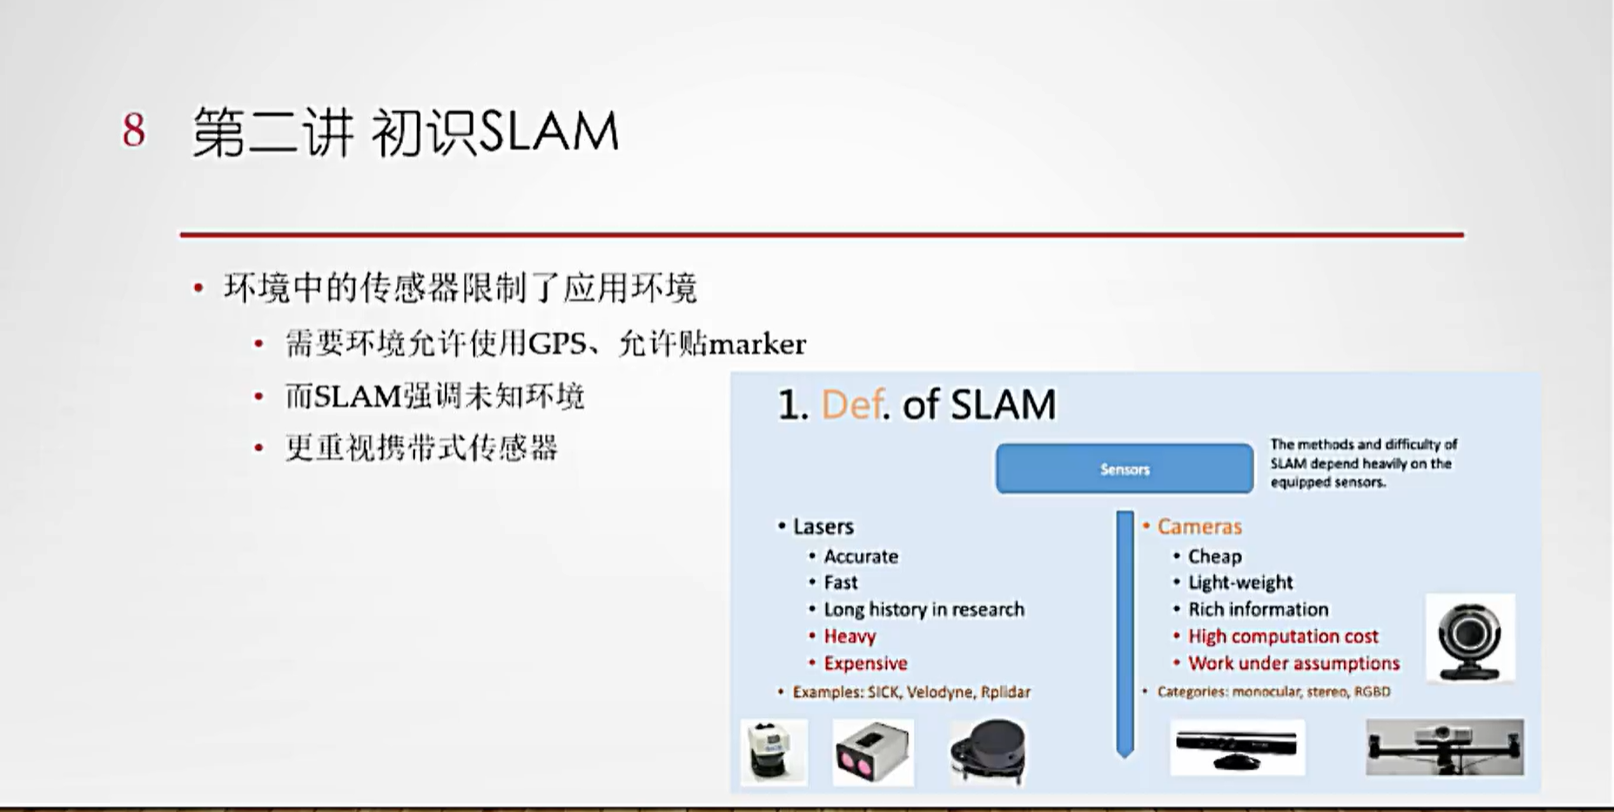 8 第二讲 初识SLAM
• 环境中的传感器限制了应用环境
• 需要环境允许使用GPS、允许贴marker
• 而SLAM强调未知环境
• 更重视携带式传感器
1. Def. of SLAM
Sensors
The methods and difficulty of
SLAM depend heavily on the
equipped sensors.
• Lasers
• Accurate
• Fast
• Long history in research
• Heavy
• Expensive
• Examples: SICK, Velodyne, Rplidar
• Cameras
• Cheap
• Light-weight
• Rich information
• High computation cost
• Work under assumptions
• Categories: monocular, stereo, RGBD